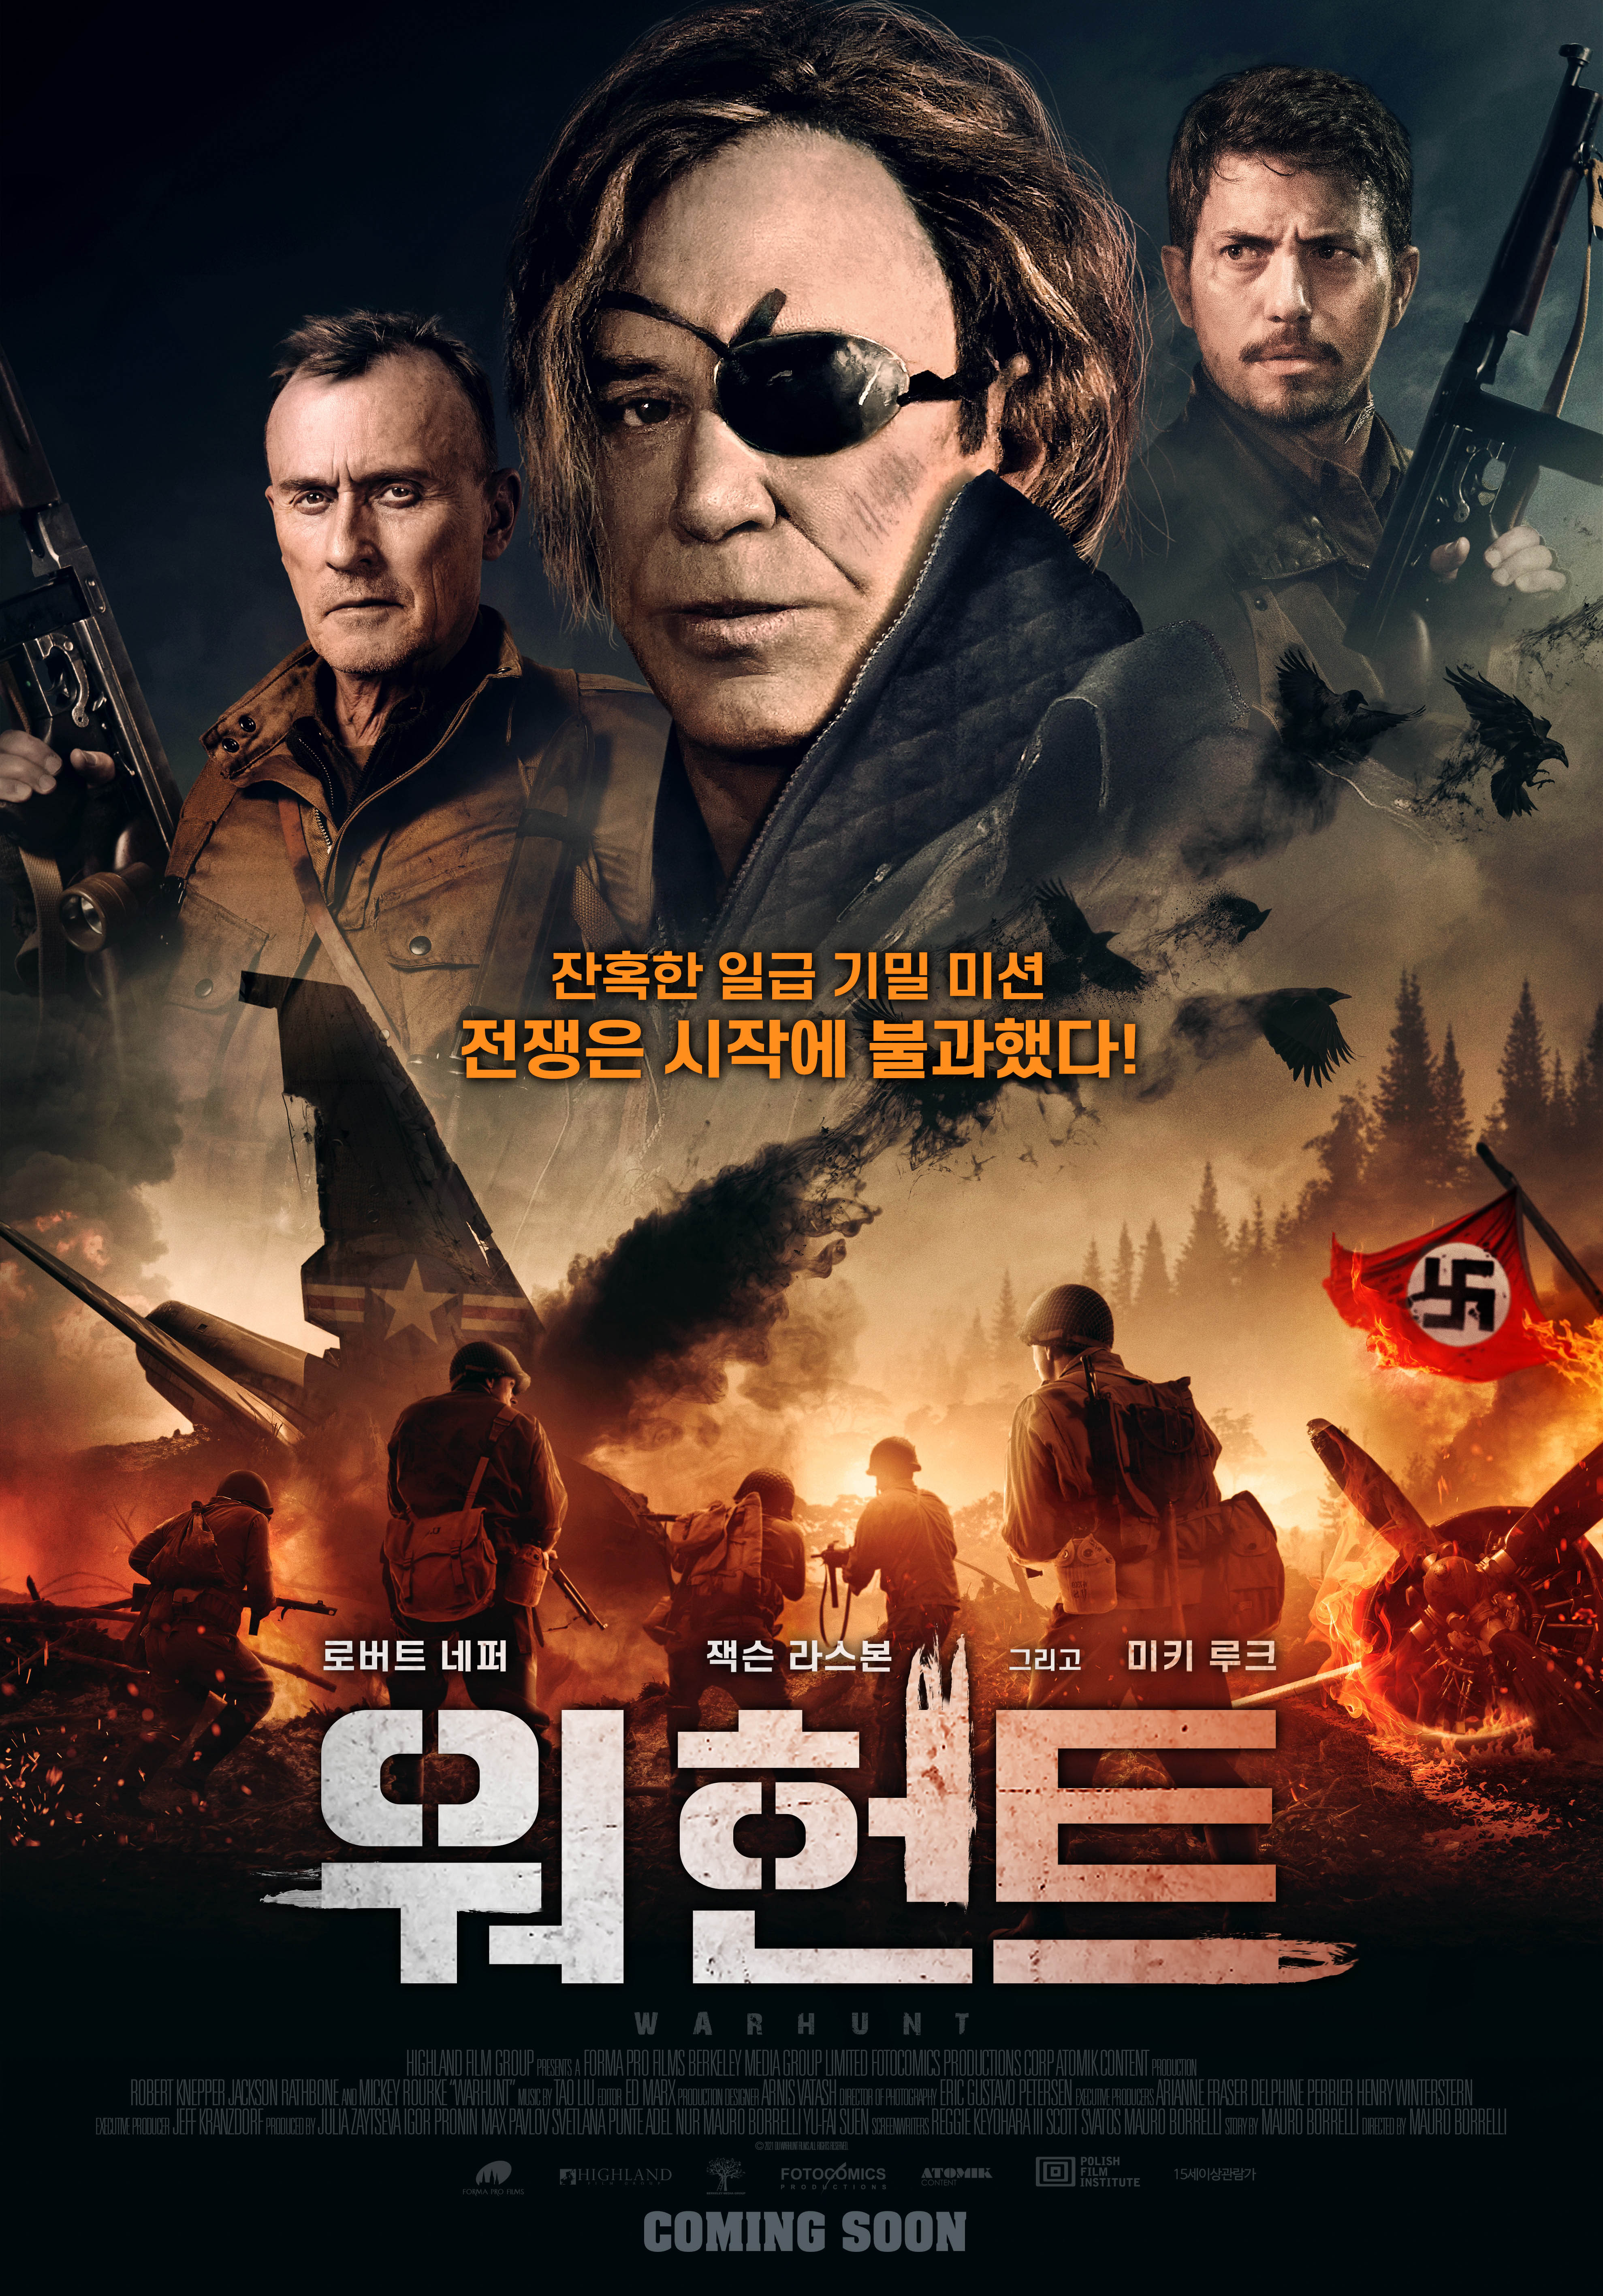 잔혹한 일급 기밀 미션
전쟁은 시작에 불과했다!
로버트 네퍼 잭슨 라스본 그리고 미키 루크
워헌트
WARHUNT
HIGHLAND FILM GROUP PRESENTS A FORMA PRO FILMS BERKELEY MEDIA GROUP LIMITED FOTOCOMICS PRODUCTIONS CORP ATOMIK CONTENT PRODUCTION
ROBERT KNEPPER JACKSON RATHBONE AND MICKEY ROURKE "WARHUNT" MUSIC BY TAO LIU EDITOR ED MARX PRODUCTION DESIGNER ARNIS VATASH DIRECTOR OF PHOTOGRAPHY ERIC GUSTAVO PETERSEN EXECUTIVE PRODUCERS ARIANNE FRASER DELPHINE PERRIER HENRY WINTERSTERN
EXECUTIVE PRODUCER JEFF KRANZDORF PRODUCED BY JULIA ZAYTSEVA IGOR PRONIN MAX PAVLOV SVETLANA PUNTE ADEL NUR MAURO BORRELLI YU-FAI SUEN SCREENWRITERS REGGIE KEYOHARA III SCOTT SVATOS MAURO BORRELLI STORY BY MAURO BORRELLI DIRECTED BY MAURO BORRELLI
FORMA PRO FILMS
HIGHLAND
FILM GROUP
FOTOCOMICS
PRODUCTIONS
ATOMIK
CONTENT
POLISH
FILM
INSTITUTE
15세이상관람가
COMING SOON